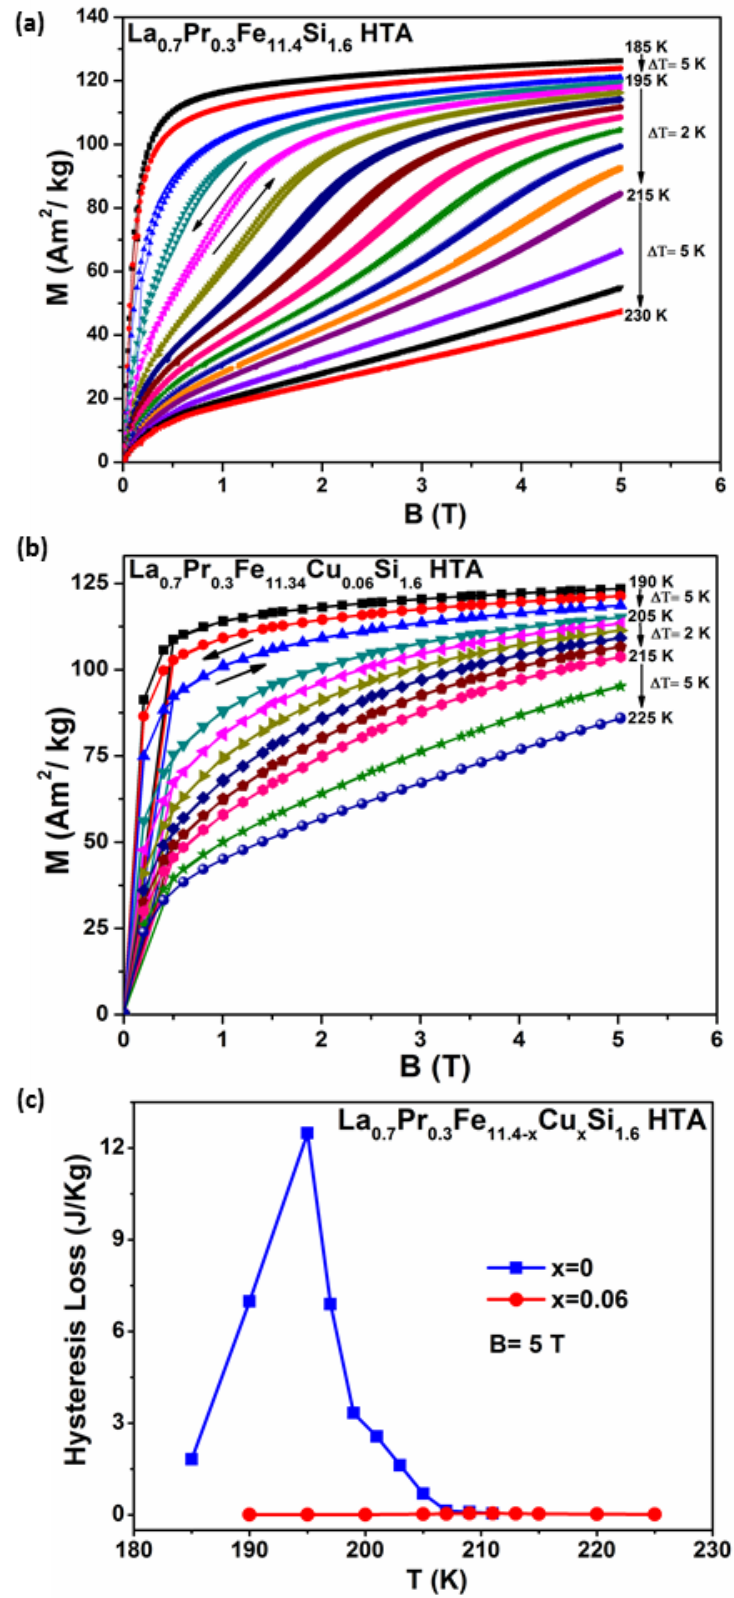 (a)
La0.7Pr0.3Fe11.4Si1.6 HTA
185 K
ΔT= 5 K
195 K
ΔT= 2 K
215 K
ΔT= 5 K
230 K
140
120
100
80
60
40
20
0
M (Am2/ kg)
0 1 2 3 4 5 6
B (T)
(b)
La0.7Pr0.3Fe11.34Cu0.06Si1.6 HTA
190 K
ΔT= 5 K
205 K
ΔT= 2 K
215 K
ΔT= 5 K
225 K
125
100
75
50
25
0
M (Am2/ kg)
0 1 2 3 4 5 6
B (T)
(c)
La0.7Pr0.3Fe11.4-xCuxSi1.6 HTA
x=0
x=0.06
B= 5 T
12
9
6
3
0
Hysteresis Loss (J/Kg)
180 190 200 210 220 230
T (K)